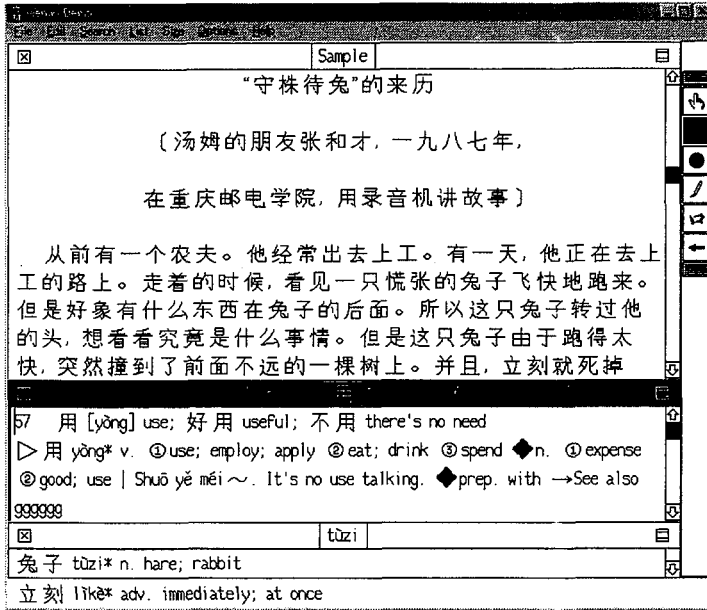 File Edit Search List Size Options Help
Sample
“守株待兔”的来历
〔汤姆的朋友张和才, 一九八七年,
在重庆邮电学院, 用录音机讲故事〕
从前有一个农夫。他经常出去上工。有一天, 他正在去上
工的路上。走着的时候, 看见一只慌张的兔子飞快地跑来。
但是好象有什么东西在兔子的后面。所以这只兔子转过他
的头, 想看看究竟是什么事情。但是这只兔子由于跑得太
快, 突然撞到了前面不远的一棵树上。并且, 立刻就死掉
57 用 [yòng] use; 好用 useful; 不用 there's no need
▷用 yòng* v. ①use; employ; apply ②eat; drink ③spend ◆n. ①expense
②good; use | Shuō yě méi～. It's no use talking. ◆prep. with →See also
999999
tùzi
兔子 tùzi* n. hare; rabbit
立刻 lìkè* adv. immediately; at once